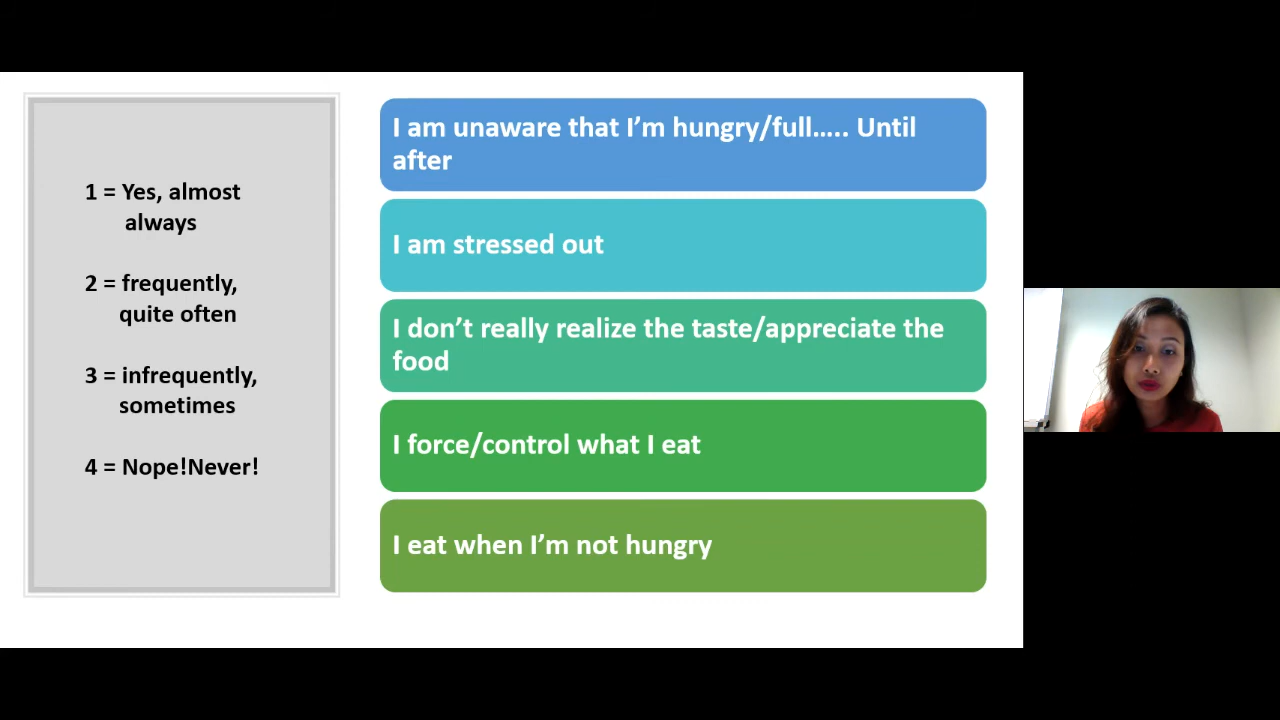 1 = Yes, almost
always
2 = frequently,
quite often
3 = infrequently,
sometimes
4 = Nope!Never!
I am unaware that I’m hungry/full….. Until
after
I am stressed out
I don’t really realize the taste/appreciate the
food
I force/control what I eat
I eat when I’m not hungry